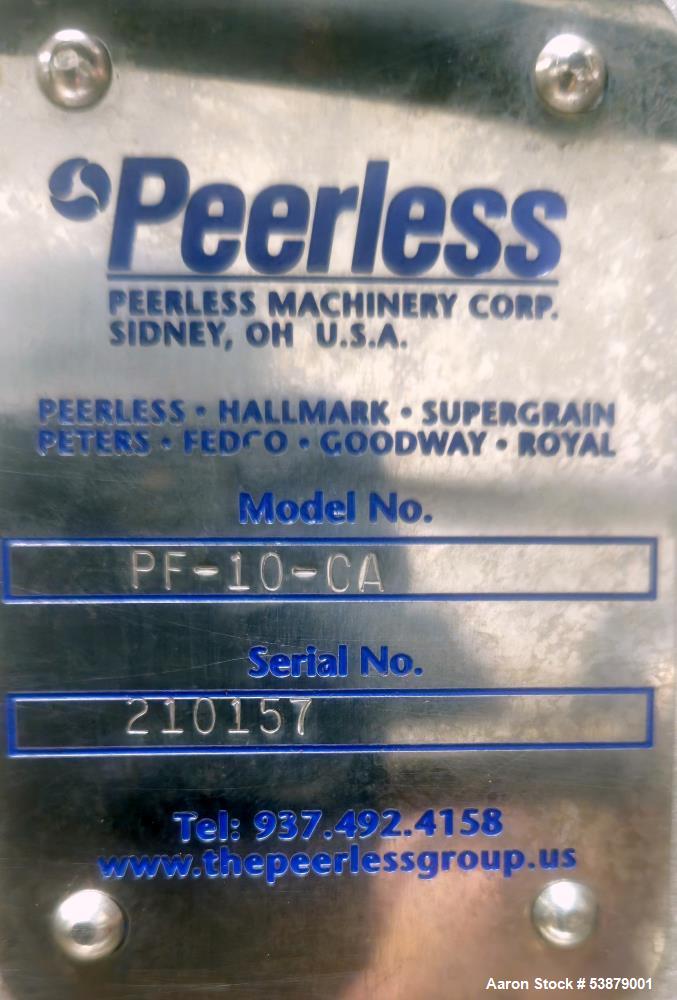 Peerless
PEERLESS MACHINERY CORP.
SIDNEY, OH U.S.A.
PEERLESS • HALLMARK • SUPERGRAIN
PETERS • FEDCO • GOODWAY • ROYAL
Model No.
PF-10-CA
Serial No.
210157
Tel: 937.492.4158
www.thepeerlessgroup.us
Aaron Stock # 53879001